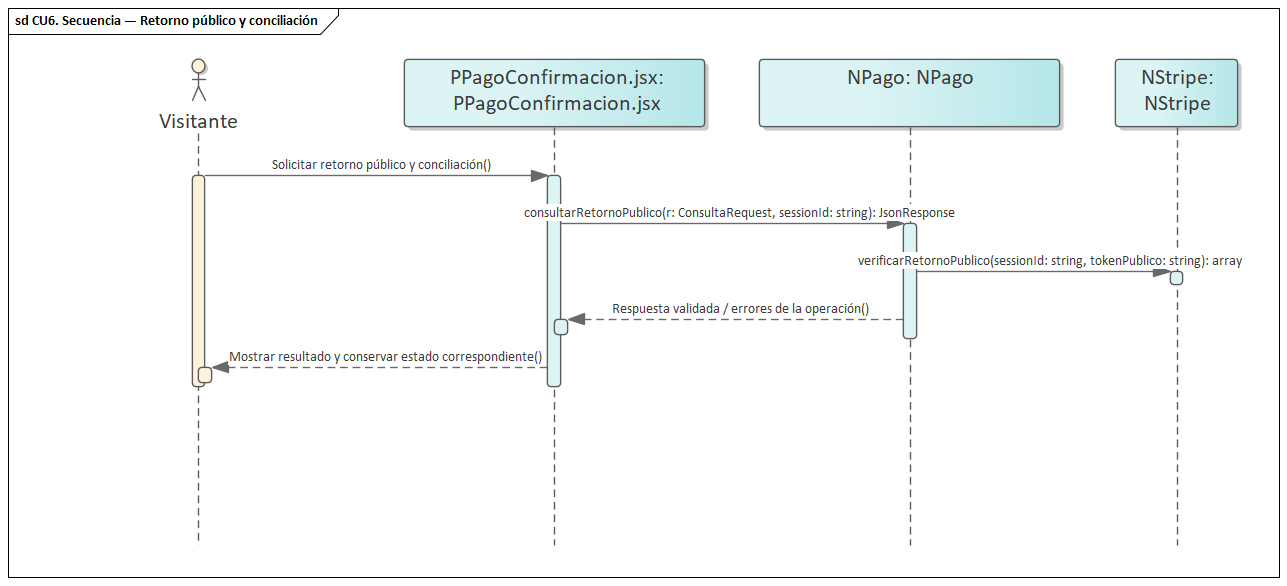 sd CU6. Secuencia — Retorno público y conciliación
Visitante
PPagoConfirmacion.jsx:
PPagoConfirmacion.jsx
NPago: NPago
NStripe:
NStripe
Solicitar retorno público y conciliación()
consultarRetornoPublico(r: ConsultaRequest, sessionId: string): JsonResponse
verificarRetornoPublico(sessionId: string, tokenPublico: string): array
Respuesta validada / errores de la operación()
Mostrar resultado y conservar estado correspondiente()